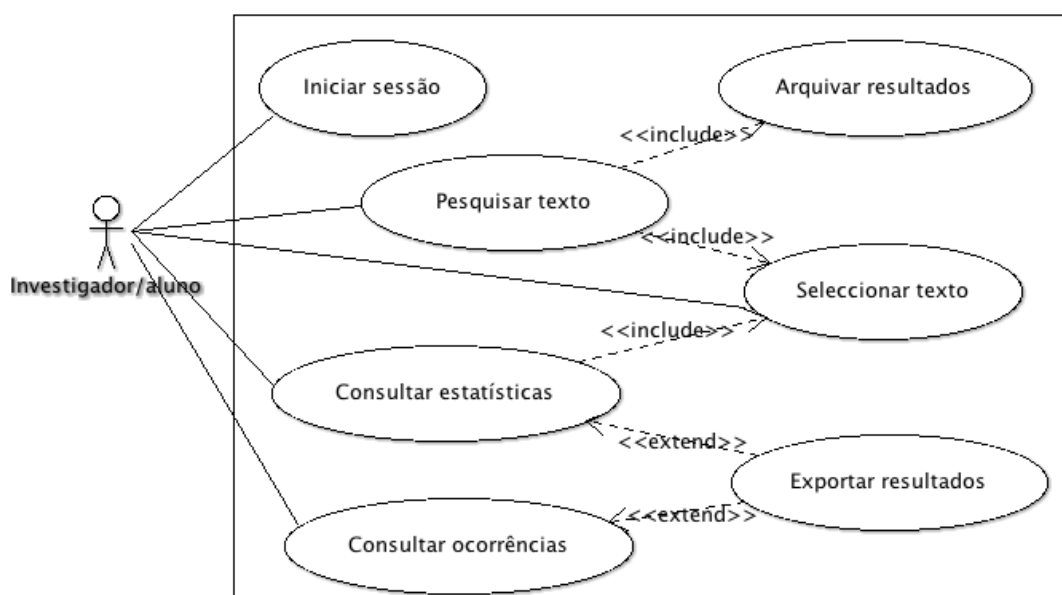 Iniciar sessão
Arquivar resultados
<<include>>
Pesquisar texto
<<include>>
Investigador/aluno
Seleccionar texto
<<include>>
Consultar estatísticas
<<extend>>
Exportar resultados
<<extend>>
Consultar ocorrências